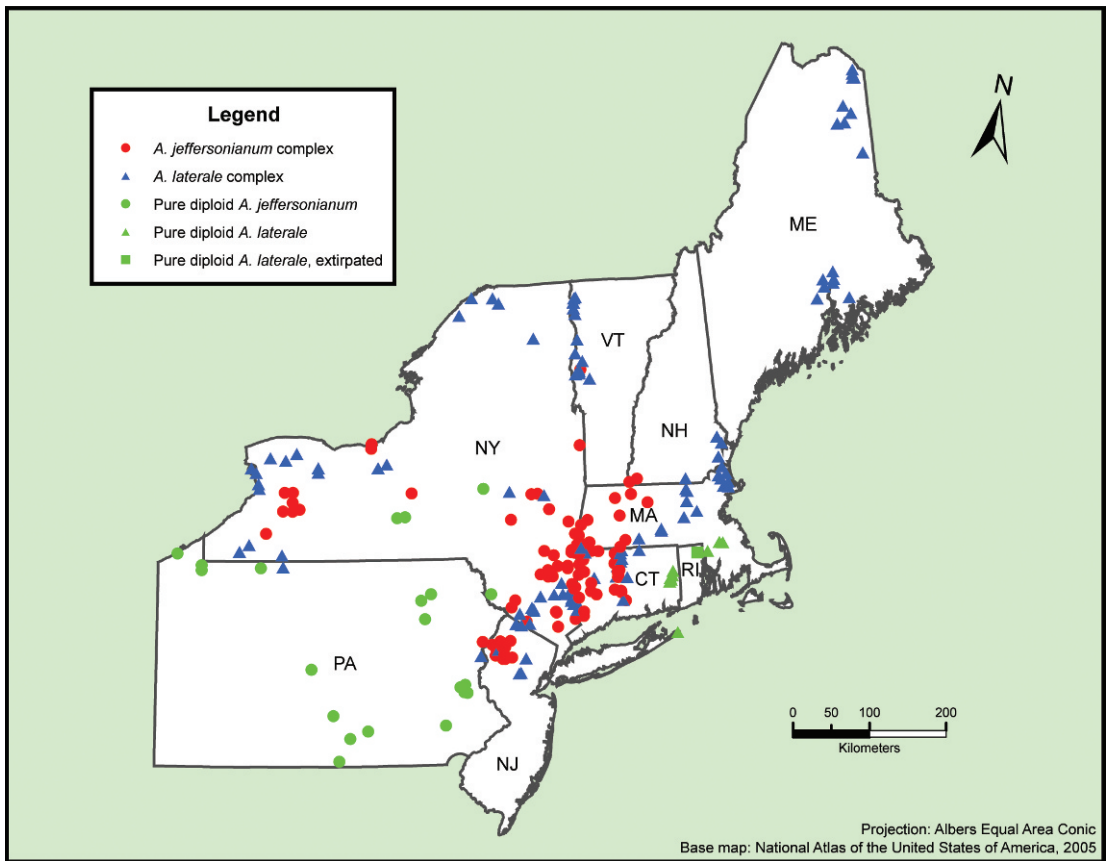 Legend
A. jeffersonianum complex
A. laterale complex
Pure diploid A. jeffersonianum
Pure diploid A. laterale
Pure diploid A. laterale, extirpated
N
ME
VT
NH
NY
MA
CT
RI
PA
NJ
0 50 100 200
Kilometers
Projection: Albers Equal Area Conic
Base map: National Atlas of the United States of America, 2005